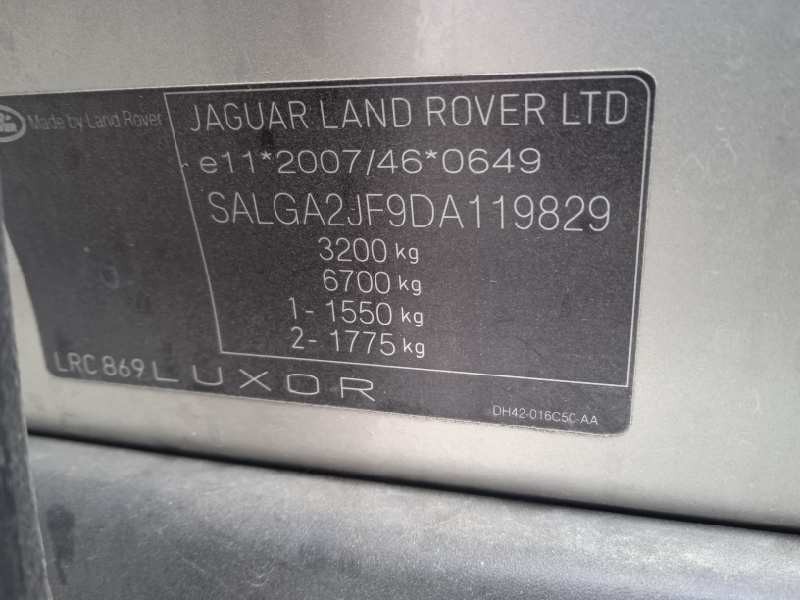 Made by Land Rover
JAGUAR LAND ROVER LTD
e11*2007/46*0649
SALGA2JF9DA119829
3200 kg
6700 kg
1- 1550 kg
2- 1775 kg
LRC 869 LUXOR
DH42-016C50-AA